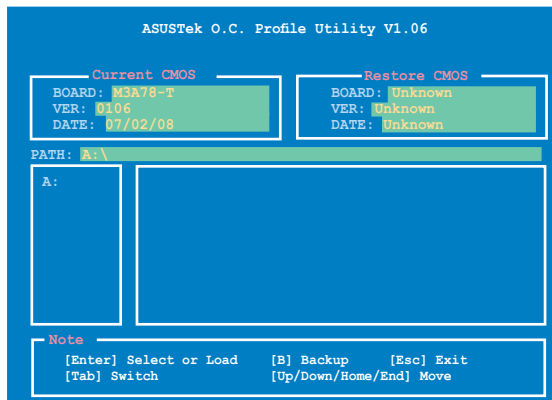 ASUSTek O.C. Profile Utility V1.06
Current CMOS
BOARD: M3A78-T
VER: 0106
DATE: 07/02/08
Restore CMOS
BOARD: Unknown
VER: Unknown
DATE: Unknown
PATH: A:\
A:
Note
[Enter] Select or Load [B] Backup [Esc] Exit
[Tab] Switch [Up/Down/Home/End] Move